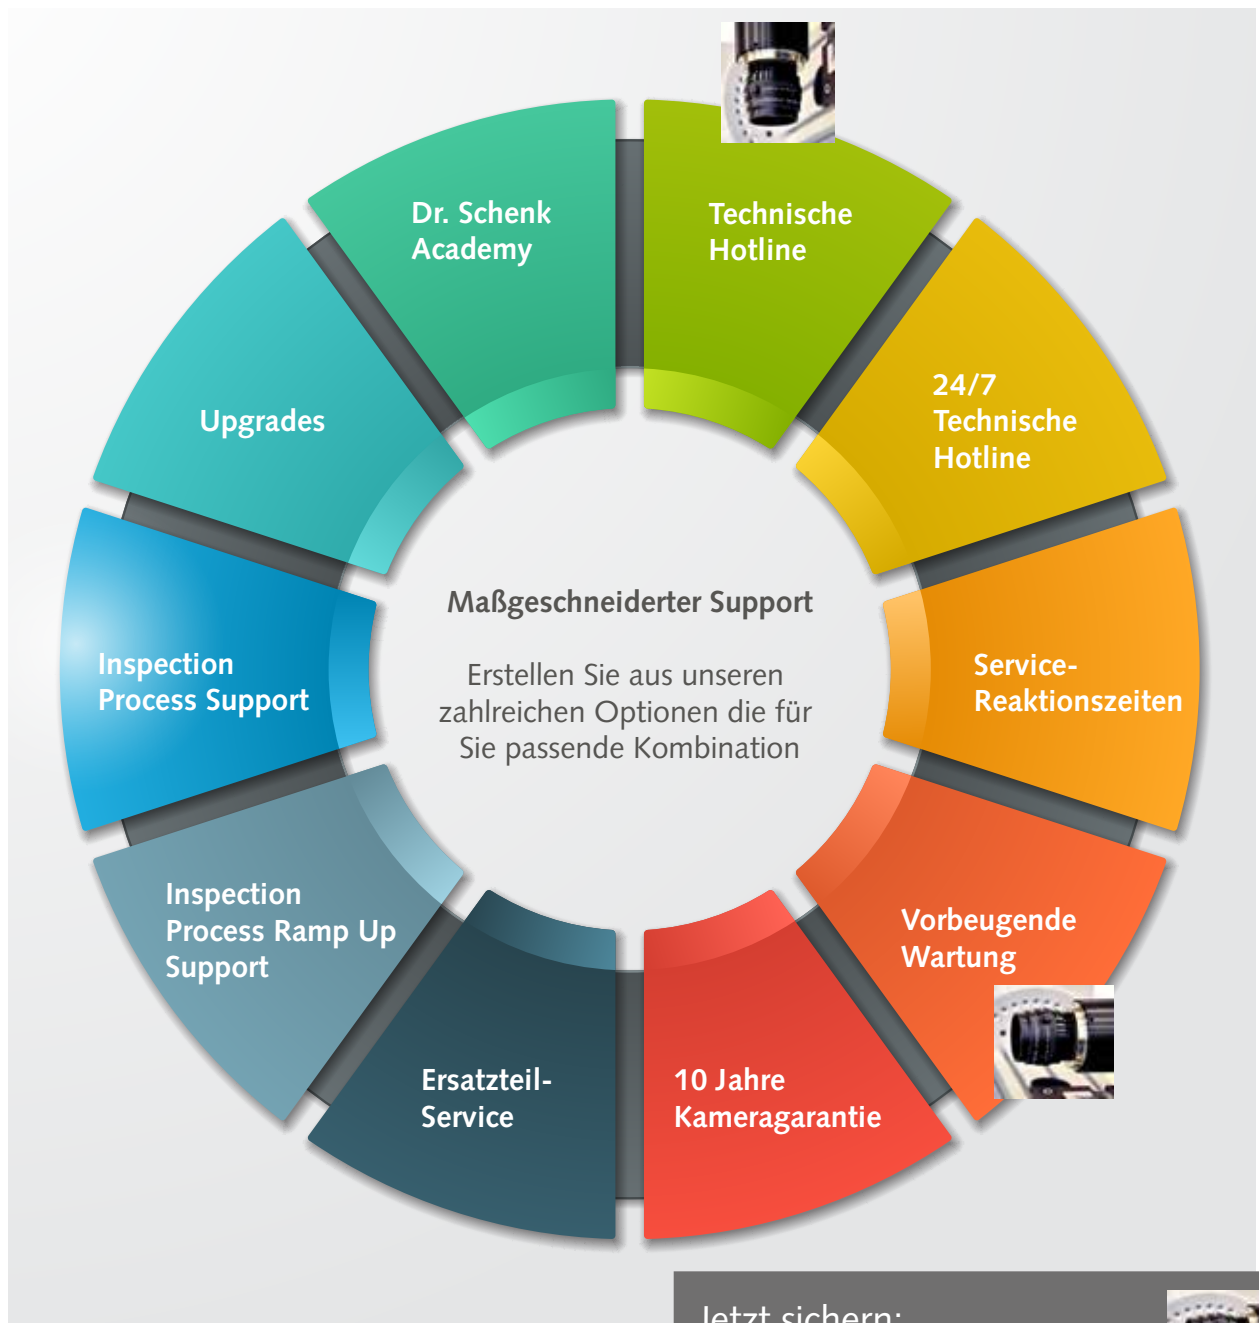 Dr. Schenk
Academy
Technische
Hotline
24/7
Technische
Hotline
Upgrades
Maßgeschneiderter Support
Erstellen Sie aus unseren
zahlreichen Optionen die für
Sie passende Kombination
Inspection
Process Support
Service-
Reaktionszeiten
Inspection
Process Ramp Up
Support
Vorbeugende
Wartung
Ersatzteil-
Service
10 Jahre
Kameragarantie
Jetzt sichern: